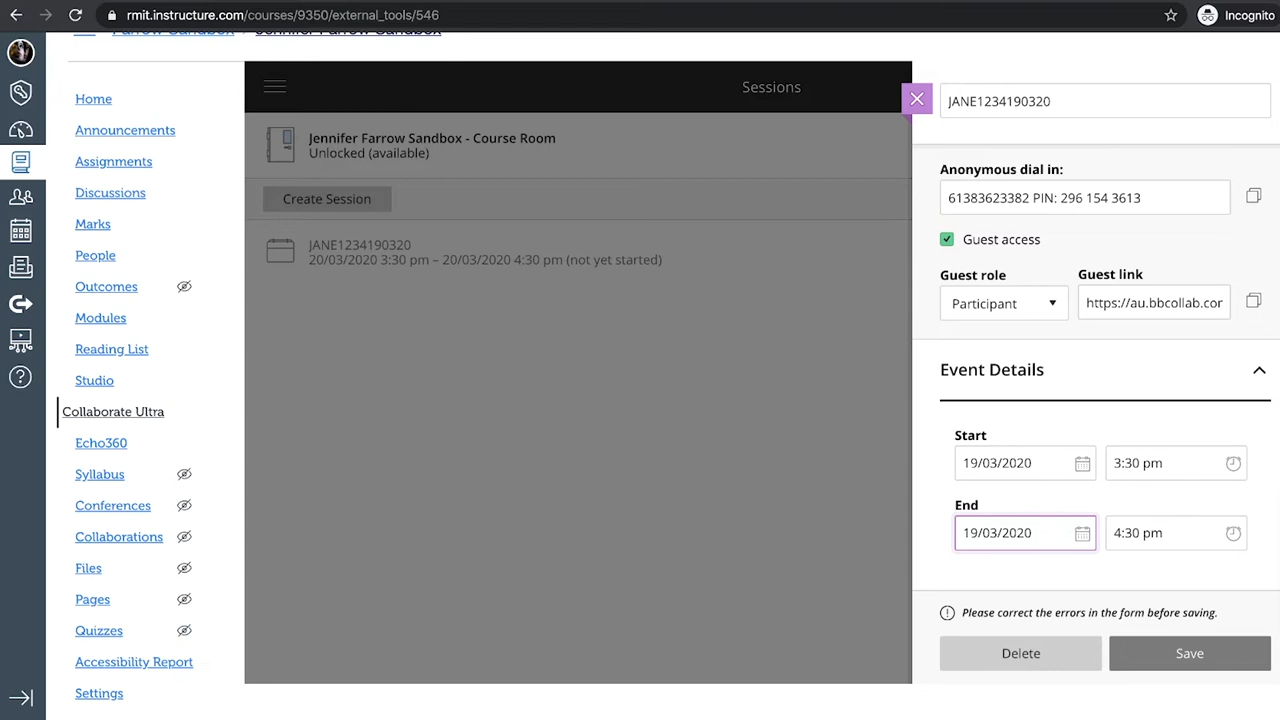 rmit.instructure.com/courses/9350/external_tools/546
Incognito
Farrow Sandbox
Jennifer Farrow Sandbox
Home
Announcements
Assignments
Discussions
Marks
People
Outcomes
Modules
Reading List
Studio
Collaborate Ultra
Echo360
Syllabus
Conferences
Collaborations
Files
Pages
Quizzes
Accessibility Report
Settings
Sessions
Jennifer Farrow Sandbox - Course Room
Unlocked (available)
Create Session
JANE1234190320
20/03/2020 3:30 pm – 20/03/2020 4:30 pm (not yet started)
JANE1234190320
Anonymous dial in:
61383623382 PIN: 296 154 3613
Guest access
Guest role
Guest link
Participant
https://au.bbcollab.cor
Event Details
Start
19/03/2020
3:30 pm
End
19/03/2020
4:30 pm
Please correct the errors in the form before saving.
Delete
Save